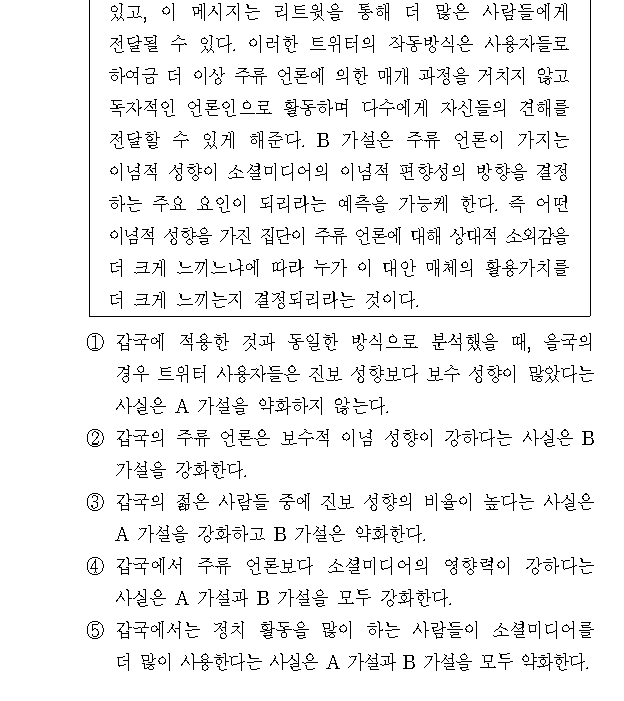 있고, 이 메시지는 리트윗을 통해 더 많은 사람들에게
전달될 수 있다. 이러한 트위터의 작동방식은 사용자들로
하여금 더 이상 주류 언론에 의한 매개 과정을 거치지 않고
독자적인 언론인으로 활동하며 다수에게 자신들의 견해를
전달할 수 있게 해준다. B 가설은 주류 언론이 가지는
이념적 성향이 소셜미디어의 이념적 편향성의 방향을 결정
하는 주요 요인이 되리라는 예측을 가능케 한다. 즉 어떤
이념적 성향을 가진 집단이 주류 언론에 대해 상대적 소외감을
더 크게 느끼느냐에 따라 누가 이 대안 매체의 활용가치를
더 크게 느끼는지 결정되리라는 것이다.
① 갑국에 적용한 것과 동일한 방식으로 분석했을 때, 을국의
경우 트위터 사용자들은 진보 성향보다 보수 성향이 많았다는
사실은 A 가설을 약화하지 않는다.
② 갑국의 주류 언론은 보수적 이념 성향이 강하다는 사실은 B
가설을 강화한다.
③ 갑국의 젊은 사람들 중에 진보 성향의 비율이 높다는 사실은
A 가설을 강화하고 B 가설은 약화한다.
④ 갑국에서 주류 언론보다 소셜미디어의 영향력이 강하다는
사실은 A 가설과 B 가설을 모두 강화한다.
⑤ 갑국에서는 정치 활동을 많이 하는 사람들이 소셜미디어를
더 많이 사용한다는 사실은 A 가설과 B 가설을 모두 약화한다.